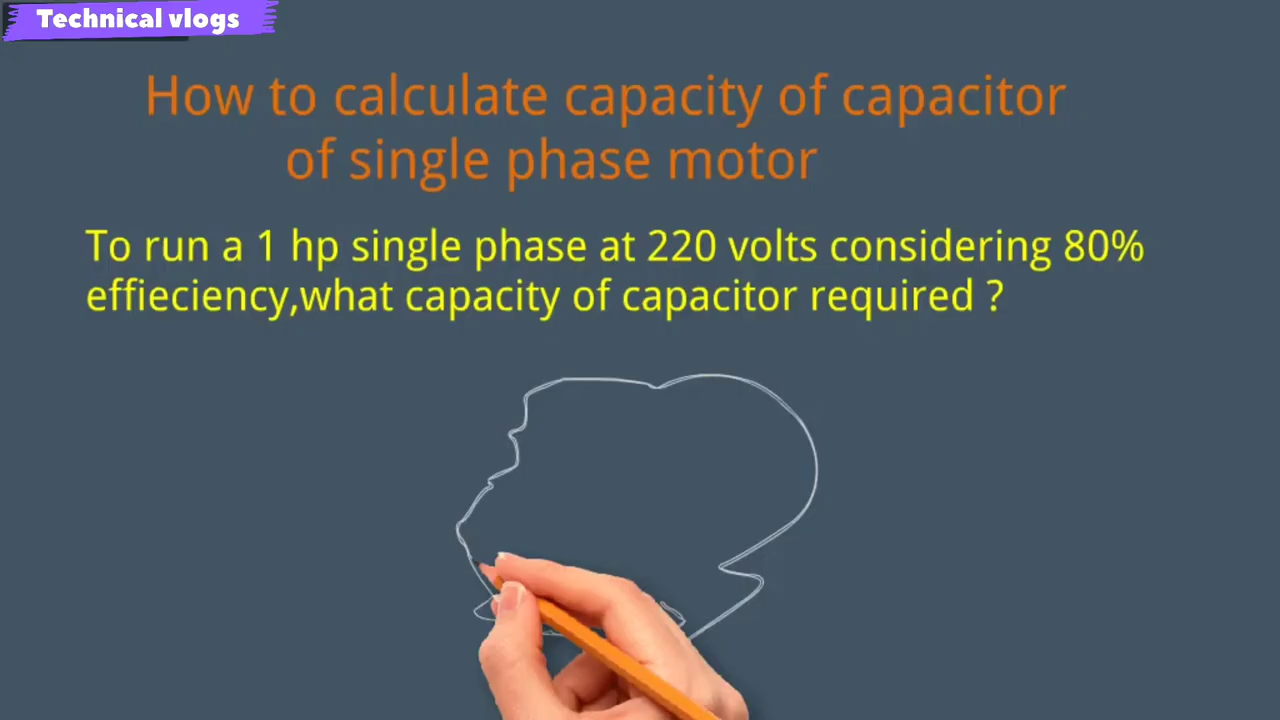 Technical vlogs
How to calculate capacity of capacitor
of single phase motor
To run a 1 hp single phase at 220 volts considering 80%
effieciency,what capacity of capacitor required ?